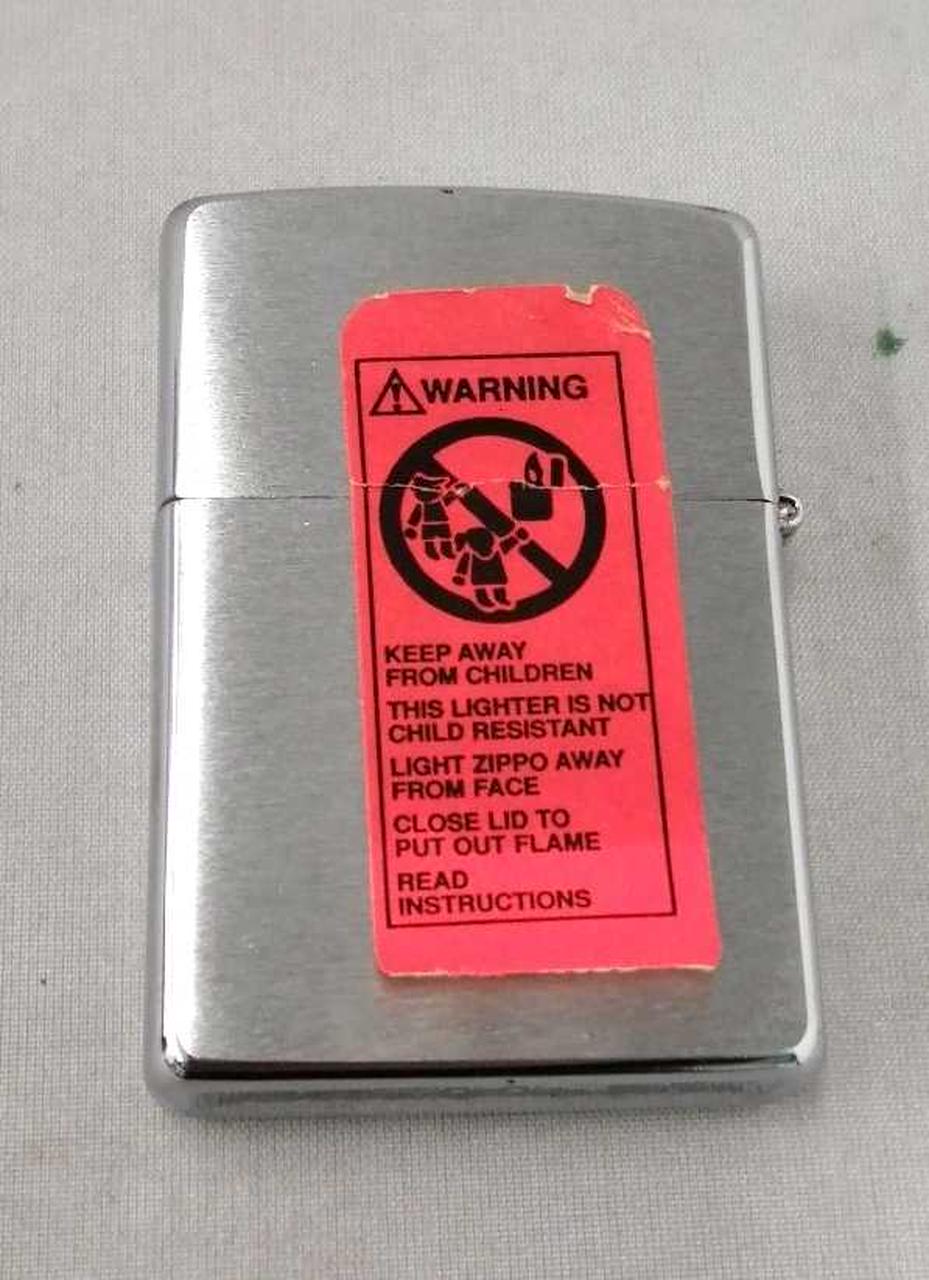 WARNING
KEEP AWAY
FROM CHILDREN
THIS LIGHTER IS NOT
CHILD RESISTANT
LIGHT ZIPPO AWAY
FROM FACE
CLOSE LID TO
PUT OUT FLAME
READ
INSTRUCTIONS